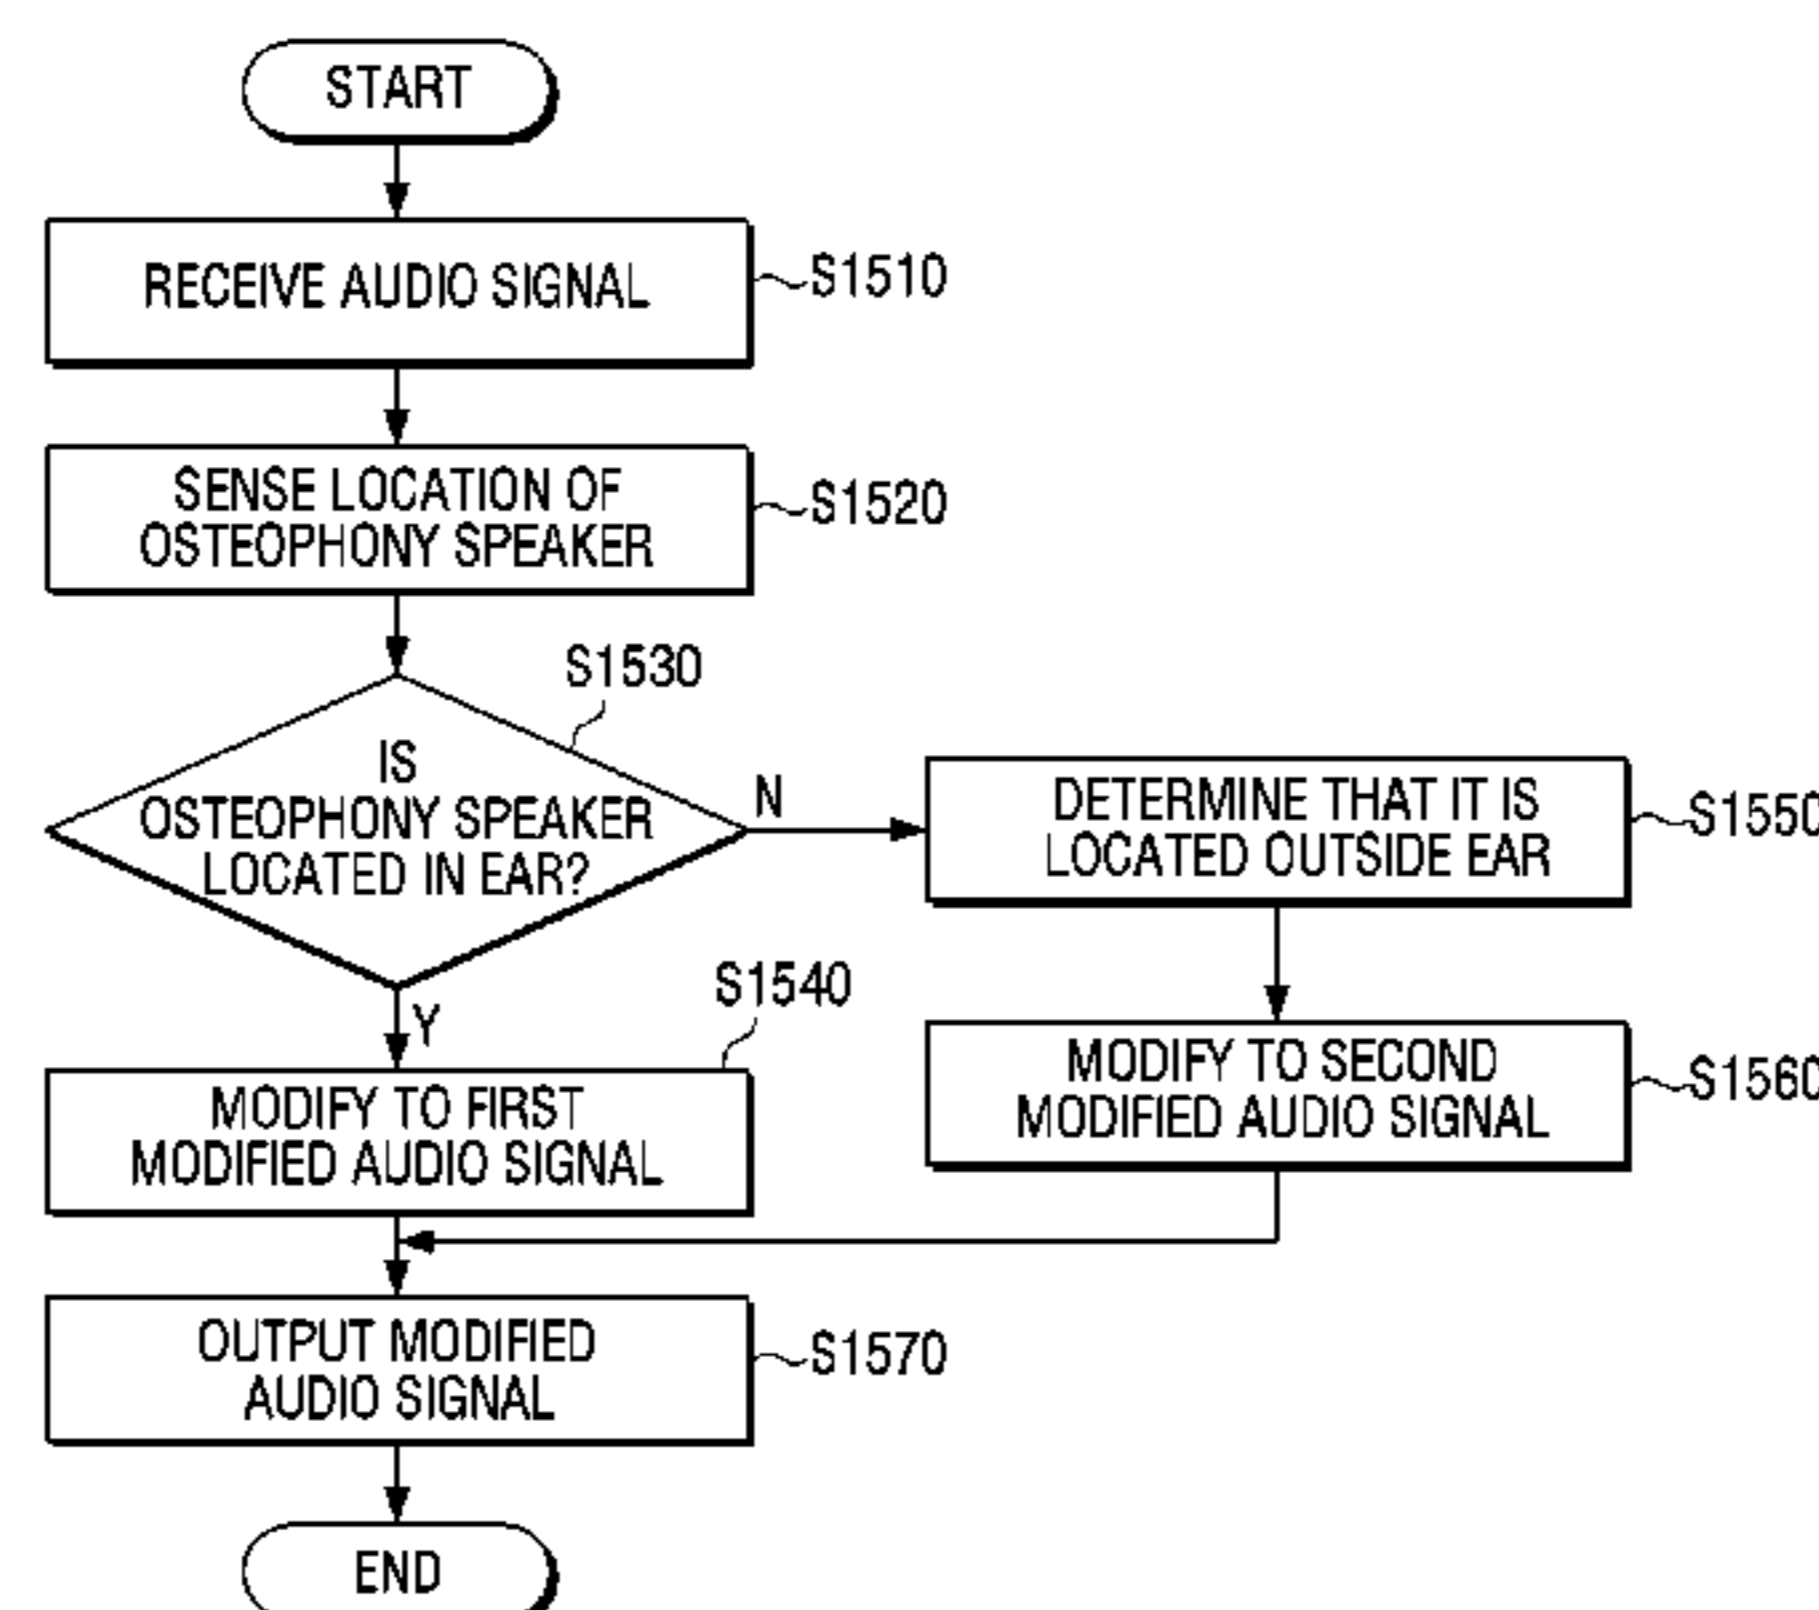 START
RECEIVE AUDIO SIGNAL
S1510
SENSE LOCATION OF
OSTEOPHONY SPEAKER
S1520
S1530
IS
OSTEOPHONY SPEAKER
LOCATED IN EAR?
N
DETERMINE THAT IT IS
LOCATED OUTSIDE EAR
S1550
Y
S1540
MODIFY TO FIRST
MODIFIED AUDIO SIGNAL
MODIFY TO SECOND
MODIFIED AUDIO SIGNAL
S1560
OUTPUT MODIFIED
AUDIO SIGNAL
S1570
END